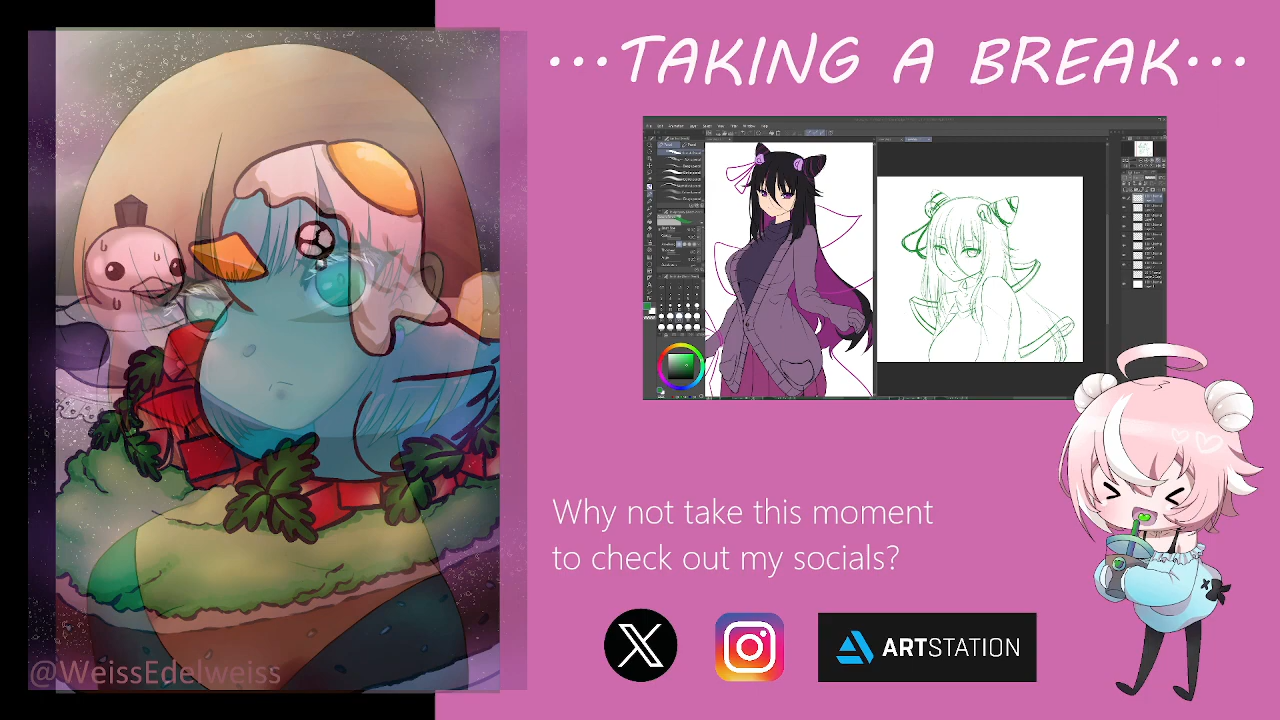 ···TAKING A BREAK···
Why not take this moment
to check out my socials?
ARTSTATION
@WeissEdelweiss